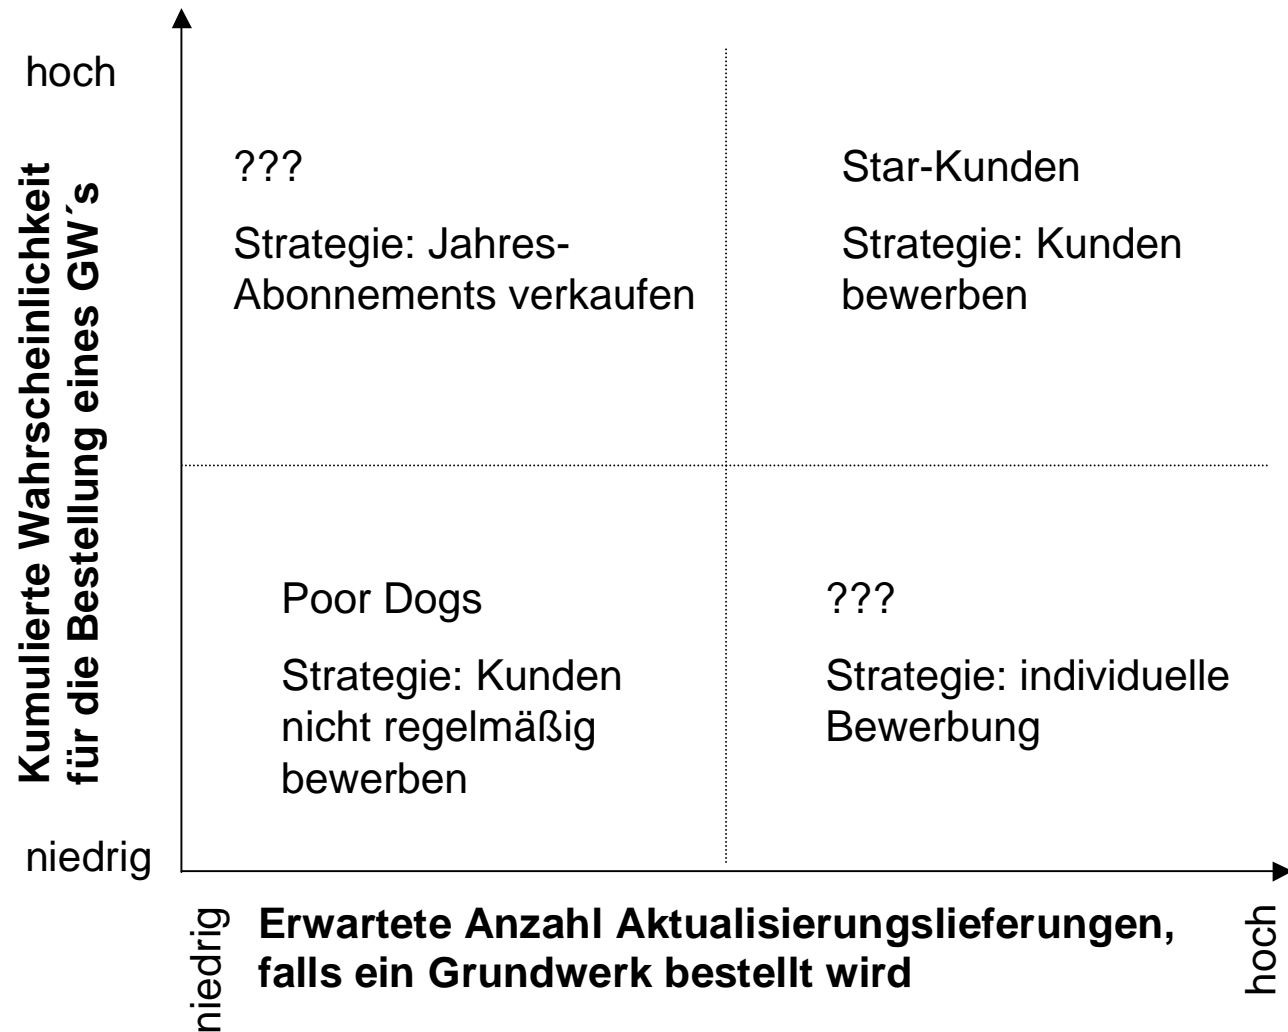 hoch
Kumulierte Wahrscheinlichkeit
für die Bestellung eines GW´s
niedrig
???
Strategie: Jahres-
Abonnements verkaufen
Star-Kunden
Strategie: Kunden
bewerben
Poor Dogs
Strategie: Kunden
nicht regelmäßig
bewerben
???
Strategie: individuelle
Bewerbung
niedrig
Erwartete Anzahl Aktualisierungslieferungen,
falls ein Grundwerk bestellt wird
hoch